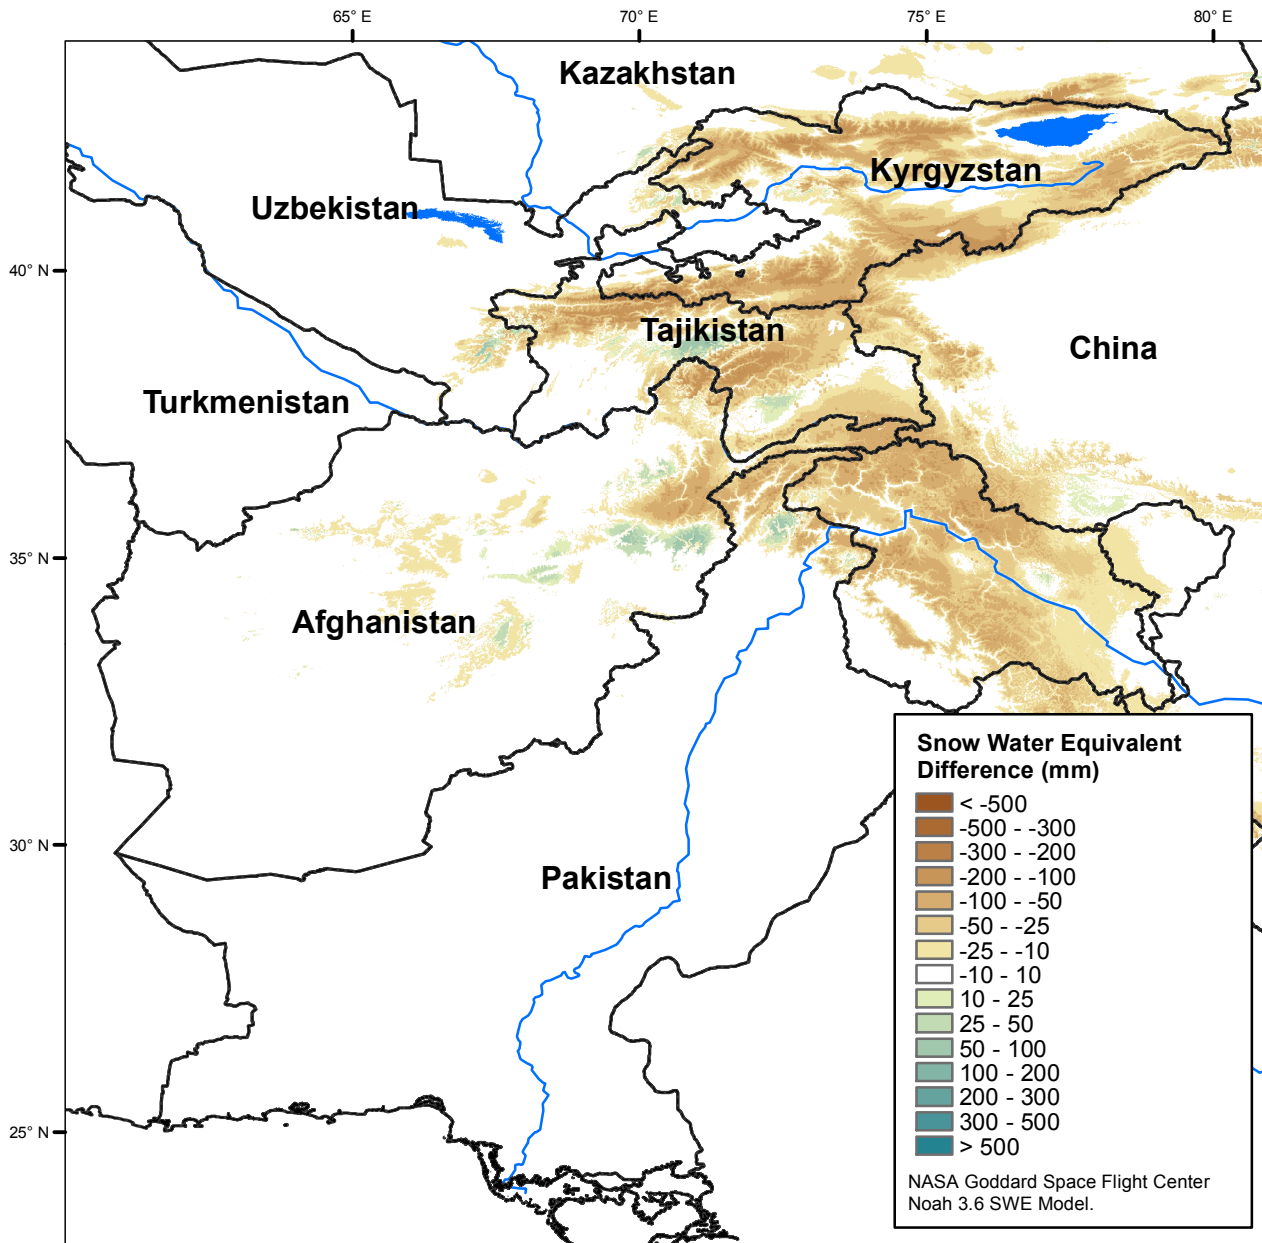 65° E
70° E
75° E
80° E
Kazakhstan
Kyrgyzstan
Uzbekistan
40° N
Tajikistan
China
Turkmenistan
35° N
Afghanistan
Snow Water Equivalent
Difference (mm)
< -500
-500 - -300
-300 - -200
-200 - -100
-100 - -50
-50 - -25
-25 - -10
-10 - 10
10 - 25
25 - 50
50 - 100
100 - 200
200 - 300
300 - 500
> 500
NASA Goddard Space Flight Center
Noah 3.6 SWE Model.
30° N
Pakistan
25° N